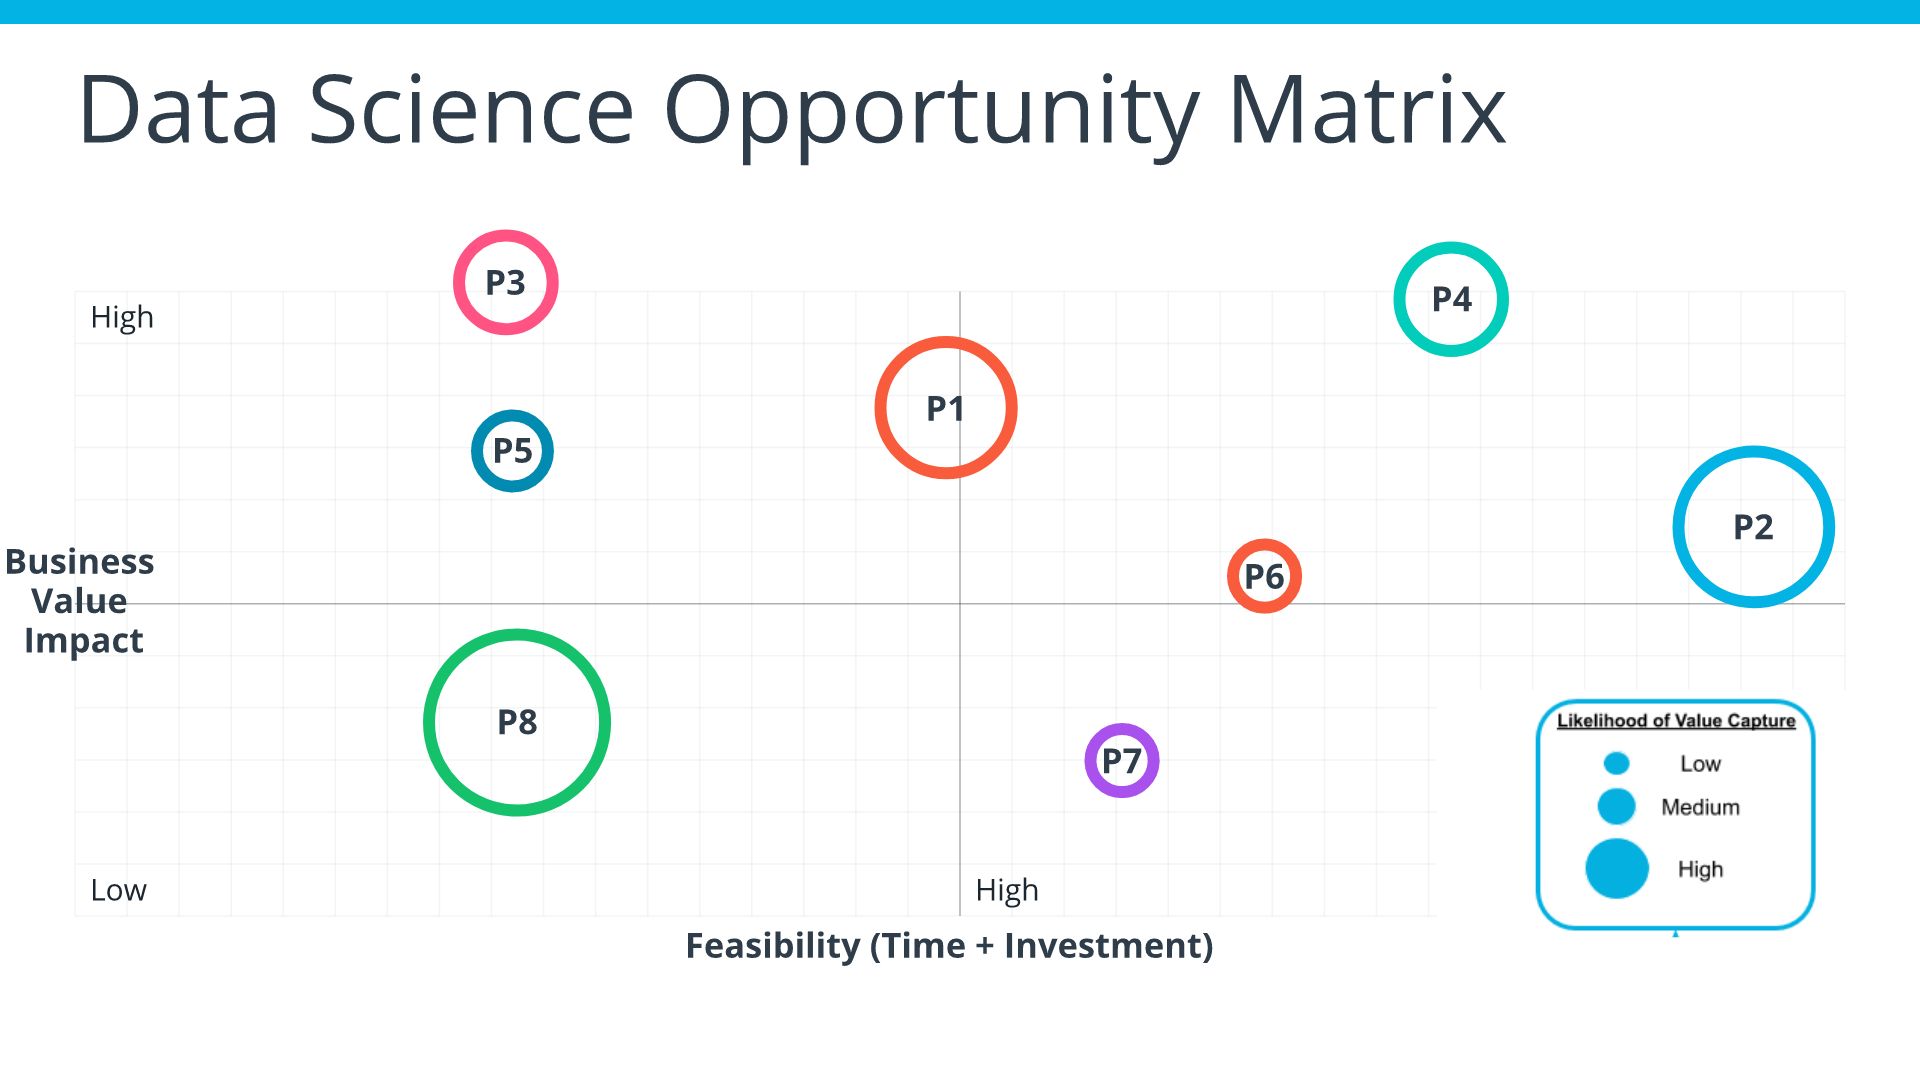 Data Science Opportunity Matrix
P3
P4
High
P1
P5
P2
Business
Value
Impact
P6
P8
P7
Likelihood of Value Capture
Low
Medium
High
Low
High
Feasibility (Time + Investment)